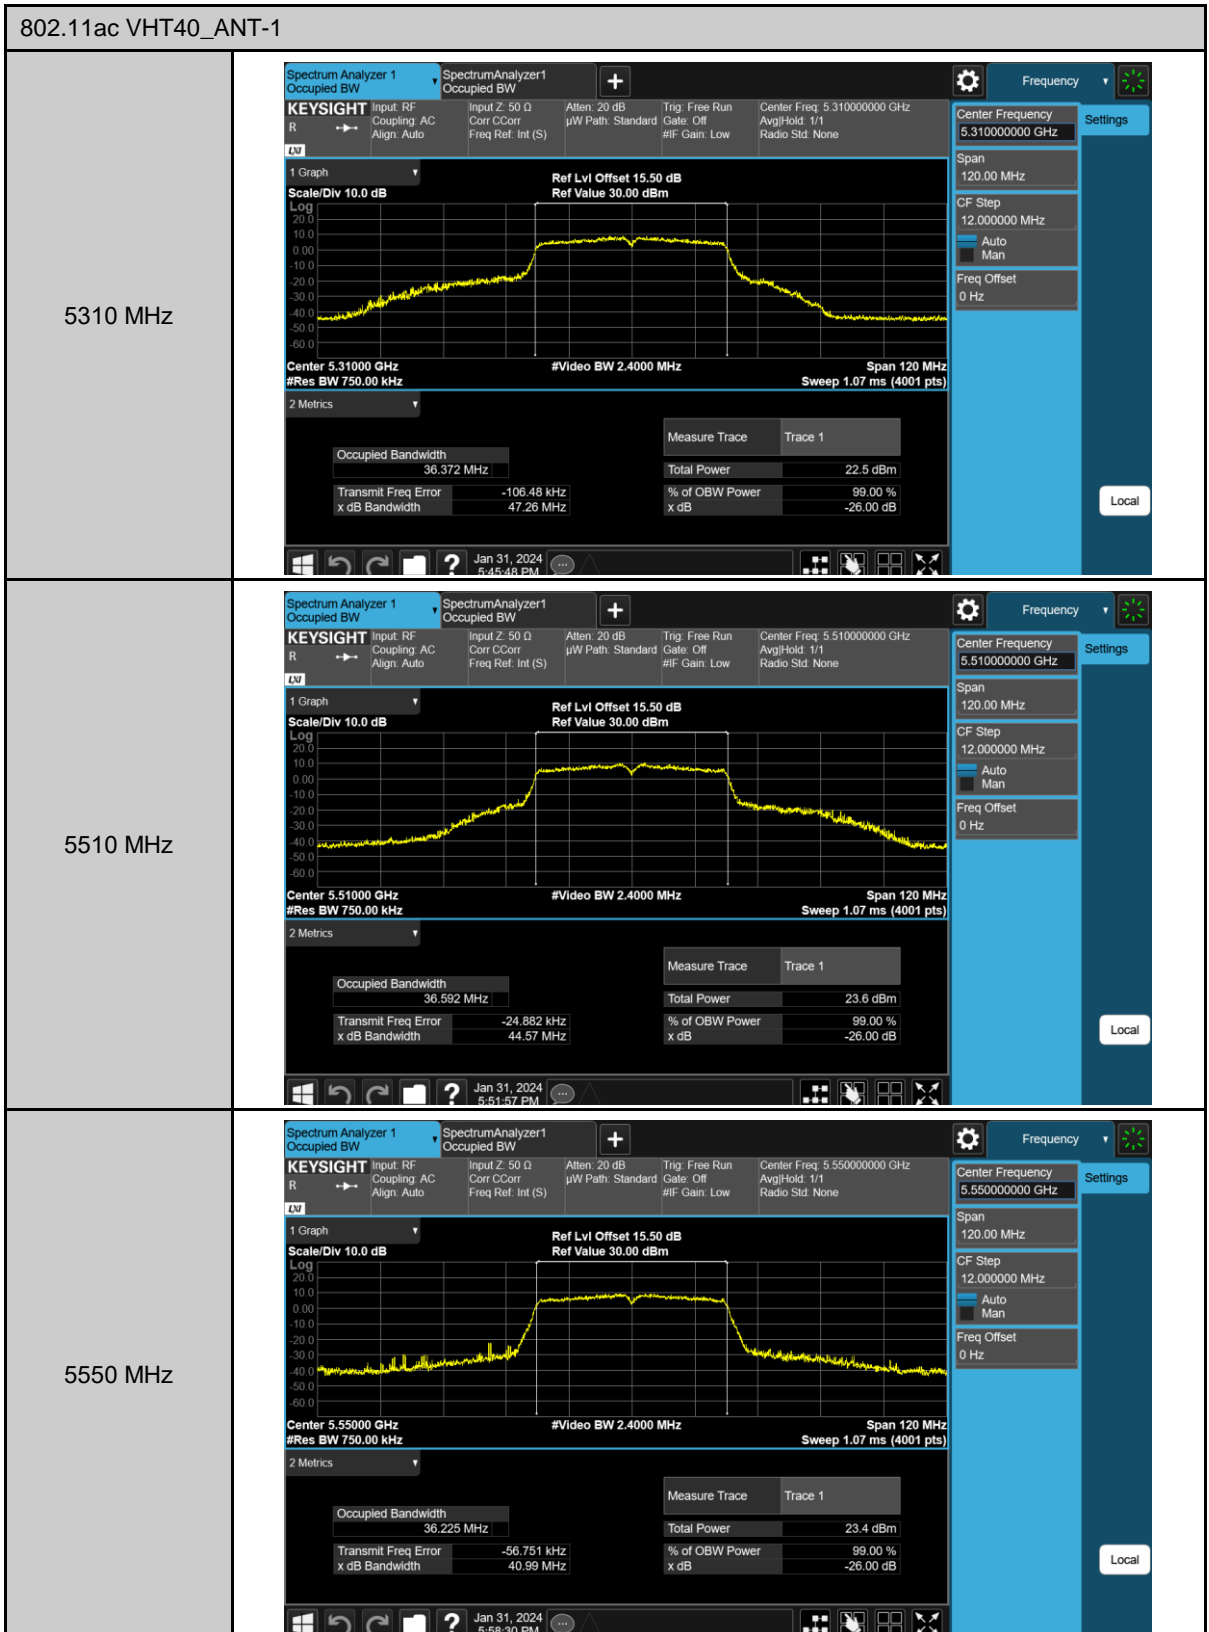 802.11ac VHT40_ANT-1
5310 MHz
Spectrum Analyzer 1
Occupied BW
SpectrumAnalyzer1
Occupied BW
Frequency
KEYSIGHT
R
LXI
Input: RF
Coupling: AC
Align: Auto
Input Z: 50 Ω
Corr CCorr
Freq Ref: Int (S)
Atten: 20 dB
µW Path: Standard
Trig: Free Run
Gate: Off
#IF Gain: Low
Center Freq: 5.310000000 GHz
Avg|Hold: 1/1
Radio Std: None
Center Frequency
5.310000000 GHz
Settings
Span
120.00 MHz
CF Step
12.000000 MHz
Auto
Man
Freq Offset
0 Hz
Local
1 Graph
Scale/Div 10.0 dB
Ref Lvl Offset 15.50 dB
Ref Value 30.00 dBm
Log
20.0
10.0
0.00
-10.0
-20.0
-30.0
-40.0
-50.0
-60.0
Center 5.31000 GHz
#Video BW 2.4000 MHz
Span 120 MHz
#Res BW 750.00 kHz
Sweep 1.07 ms (4001 pts)
2 Metrics
Measure Trace Trace 1
Occupied Bandwidth
36.372 MHz
Total Power 22.5 dBm
Transmit Freq Error -106.48 kHz
% of OBW Power 99.00 %
x dB Bandwidth 47.26 MHz
x dB -26.00 dB
?
Jan 31, 2024
5:45:48 PM
5510 MHz
Spectrum Analyzer 1
Occupied BW
SpectrumAnalyzer1
Occupied BW
Frequency
KEYSIGHT
R
LXI
Input: RF
Coupling: AC
Align: Auto
Input Z: 50 Ω
Corr CCorr
Freq Ref: Int (S)
Atten: 20 dB
µW Path: Standard
Trig: Free Run
Gate: Off
#IF Gain: Low
Center Freq: 5.510000000 GHz
Avg|Hold: 1/1
Radio Std: None
Center Frequency
5.510000000 GHz
Settings
Span
120.00 MHz
CF Step
12.000000 MHz
Auto
Man
Freq Offset
0 Hz
Local
1 Graph
Scale/Div 10.0 dB
Ref Lvl Offset 15.50 dB
Ref Value 30.00 dBm
Log
20.0
10.0
0.00
-10.0
-20.0
-30.0
-40.0
-50.0
-60.0
Center 5.51000 GHz
#Video BW 2.4000 MHz
Span 120 MHz
#Res BW 750.00 kHz
Sweep 1.07 ms (4001 pts)
2 Metrics
Measure Trace Trace 1
Occupied Bandwidth
36.592 MHz
Total Power 23.6 dBm
Transmit Freq Error -24.882 kHz
% of OBW Power 99.00 %
x dB Bandwidth 44.57 MHz
x dB -26.00 dB
?
Jan 31, 2024
5:51:57 PM
5550 MHz
Spectrum Analyzer 1
Occupied BW
SpectrumAnalyzer1
Occupied BW
Frequency
KEYSIGHT
R
LXI
Input: RF
Coupling: AC
Align: Auto
Input Z: 50 Ω
Corr CCorr
Freq Ref: Int (S)
Atten: 20 dB
µW Path: Standard
Trig: Free Run
Gate: Off
#IF Gain: Low
Center Freq: 5.550000000 GHz
Avg|Hold: 1/1
Radio Std: None
Center Frequency
5.550000000 GHz
Settings
Span
120.00 MHz
CF Step
12.000000 MHz
Auto
Man
Freq Offset
0 Hz
Local
1 Graph
Scale/Div 10.0 dB
Ref Lvl Offset 15.50 dB
Ref Value 30.00 dBm
Log
20.0
10.0
0.00
-10.0
-20.0
-30.0
-40.0
-50.0
-60.0
Center 5.55000 GHz
#Video BW 2.4000 MHz
Span 120 MHz
#Res BW 750.00 kHz
Sweep 1.07 ms (4001 pts)
2 Metrics
Measure Trace Trace 1
Occupied Bandwidth
36.225 MHz
Total Power 23.4 dBm
Transmit Freq Error -56.751 kHz
% of OBW Power 99.00 %
x dB Bandwidth 40.99 MHz
x dB -26.00 dB
?
Jan 31, 2024
5:58:30 PM